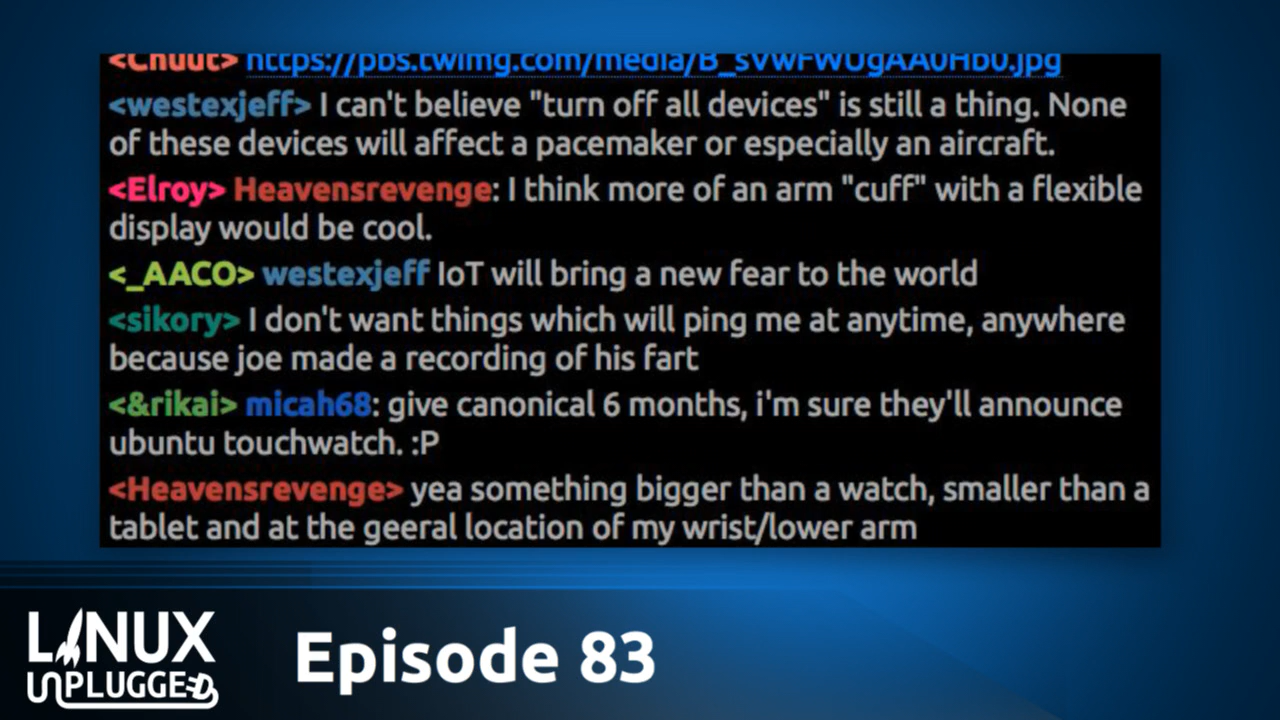 <Chuut> https://pbs.twimg.com/media/B_sVwFWUgAA0Hb0.jpg
<westexjeff> I can't believe "turn off all devices" is still a thing. None
of these devices will affect a pacemaker or especially an aircraft.
<Elroy> Heavensrevenge: I think more of an arm "cuff" with a flexible
display would be cool.
<_AACO> westexjeff IoT will bring a new fear to the world
<sikory> I don't want things which will ping me at anytime, anywhere
because joe made a recording of his fart
<&rikai> micah68: give canonical 6 months, i'm sure they'll announce
ubuntu touchwatch. :P
<Heavensrevenge> yea something bigger than a watch, smaller than a
tablet and at the geeral location of my wrist/lower arm
LINUX
UNPLUGGED
Episode 83